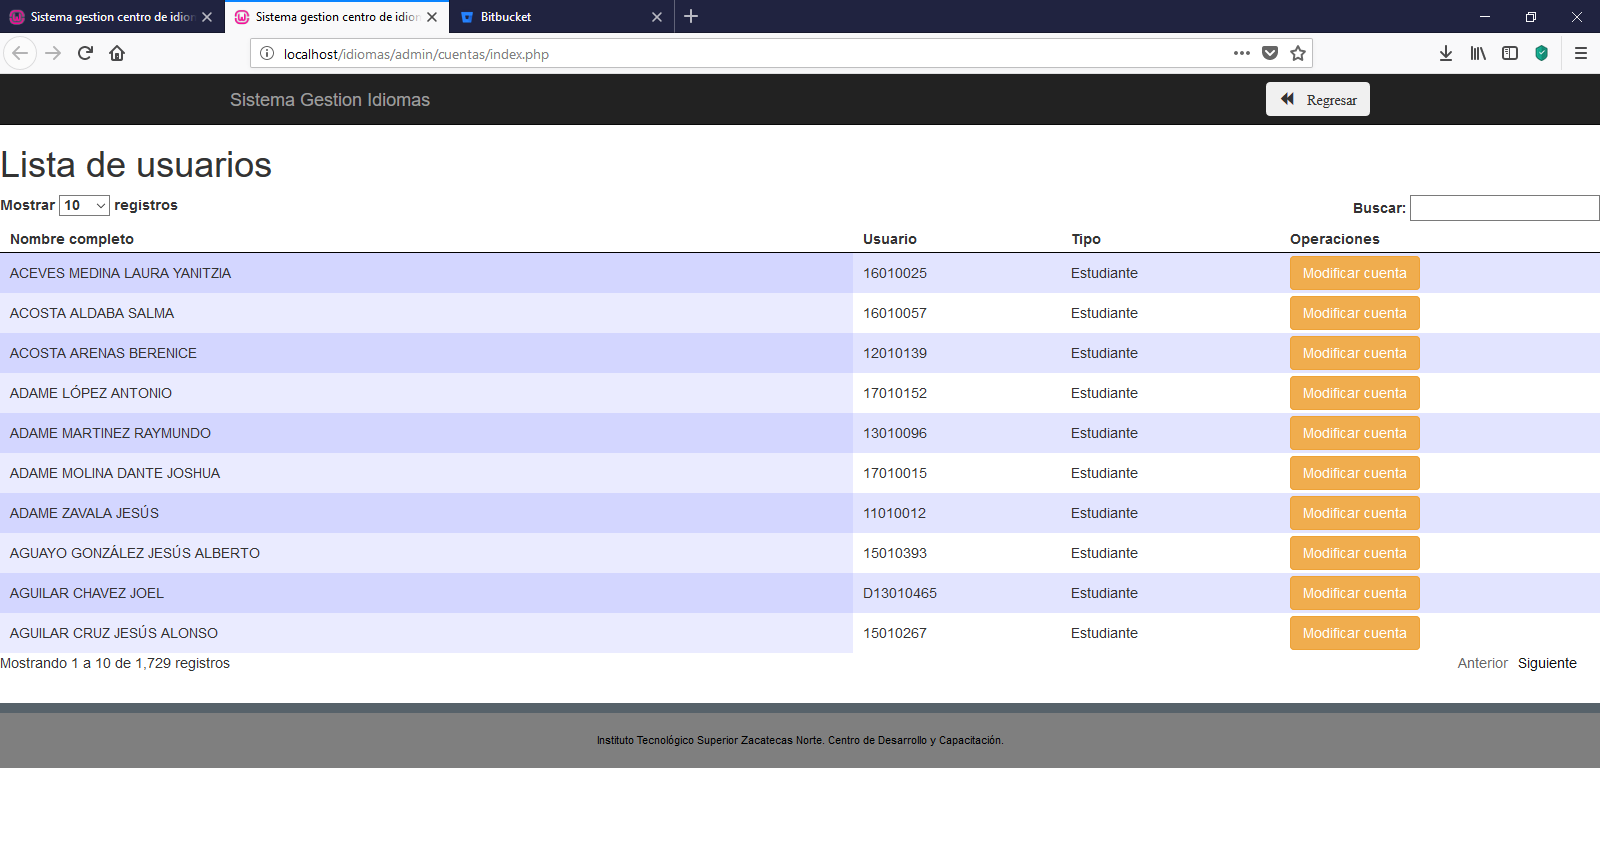 Sistema gestion centro de idion
Sistema gestion centro de idiom
Bitbucket
localhost/idiomas/admin/cuentas/index.php
Sistema Gestion Idiomas
Regresar
Lista de usuarios
Mostrar 10 registros
Buscar:
Nombre completo Usuario Tipo Operaciones
ACEVES MEDINA LAURA YANITZIA 16010025 Estudiante Modificar cuenta
ACOSTA ALDABA SALMA 16010057 Estudiante Modificar cuenta
ACOSTA ARENAS BERENICE 12010139 Estudiante Modificar cuenta
ADAME LÓPEZ ANTONIO 17010152 Estudiante Modificar cuenta
ADAME MARTINEZ RAYMUNDO 13010096 Estudiante Modificar cuenta
ADAME MOLINA DANTE JOSHUA 17010015 Estudiante Modificar cuenta
ADAME ZAVALA JESÚS 11010012 Estudiante Modificar cuenta
AGUAYO GONZÁLEZ JESÚS ALBERTO 15010393 Estudiante Modificar cuenta
AGUILAR CHAVEZ JOEL D13010465 Estudiante Modificar cuenta
AGUILAR CRUZ JESÚS ALONSO 15010267 Estudiante Modificar cuenta
Mostrando 1 a 10 de 1,729 registros
Anterior Siguiente
Instituto Tecnológico Superior Zacatecas Norte. Centro de Desarrollo y Capacitación.